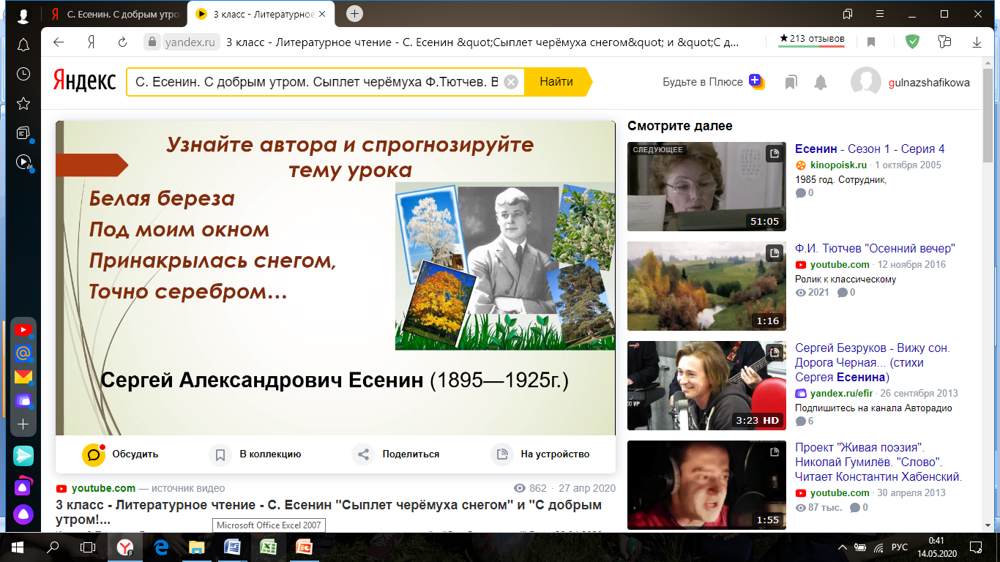 С. Есенин. С добрым утро
3 класс - Литературное
yandex.ru
3 класс - Литературное чтение - С. Есенин &quot;Сыплет черёмуха снегом&quot; и &quot;С д...
★213 отзывов
Яндекс
С. Есенин. С добрым утром. Сыплет черёмуха Ф.Тютчев. В
Найти
Будьте в Плюсе
gulnazshafikowa
Узнайте автора и спрогнозируйте
тему урока
Белая береза
Под моим окном
Принакрылась снегом,
Точно серебром…
Сергей Александрович Есенин (1895—1925г.)
Обсудить
В коллекцию
Поделиться
На устройство
youtube.com — источник видео
862 · 27 апр 2020
3 класс - Литературное чтение - С. Есенин "Сыплет черёмуха снегом" и "С добрым
утром!...
Microsoft Office Excel 2007
Смотрите далее
СЛЕДУЮЩЕЕ
51:05
Есенин - Сезон 1 - Серия 4
kinopoisk.ru · 1 октября 2005
1985 год. Сотрудник,
0
1:16
Ф.И. Тютчев "Осенний вечер"
youtube.com · 12 ноября 2016
Ролик к классическому
2021 0
3:23 HD
Сергей Безруков - Вижу сон.
Дорога Черная... (стихи
Сергея Есенина)
yandex.ru/efir · 26 сентября 2013
Подпишитесь на канала Авторадио
6
1:55
Проект "Живая поэзия".
Николай Гумилёв. "Слово".
Читает Константин Хабенский.
youtube.com · 30 апреля 2013
87 тыс. 0
РУС
0:41
14.05.2020